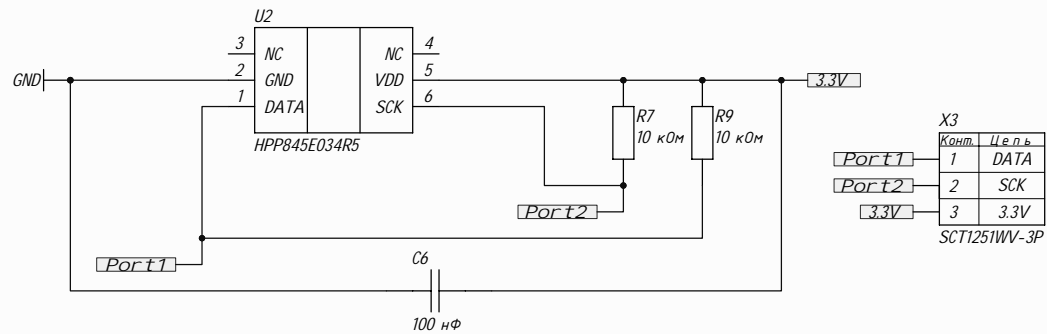 U2
3 NC NC 4
GND 2 GND VDD 5 3.3V
1 DATA SCK 6
HPP845E034R5
R7
10 кОм
R9
10 кОм
Port2
Port1
C6
100 нФ
X3
Конт. Цепь
Port1 1 DATA
Port2 2 SCK
3.3V 3 3.3V
SCT1251WV-3P